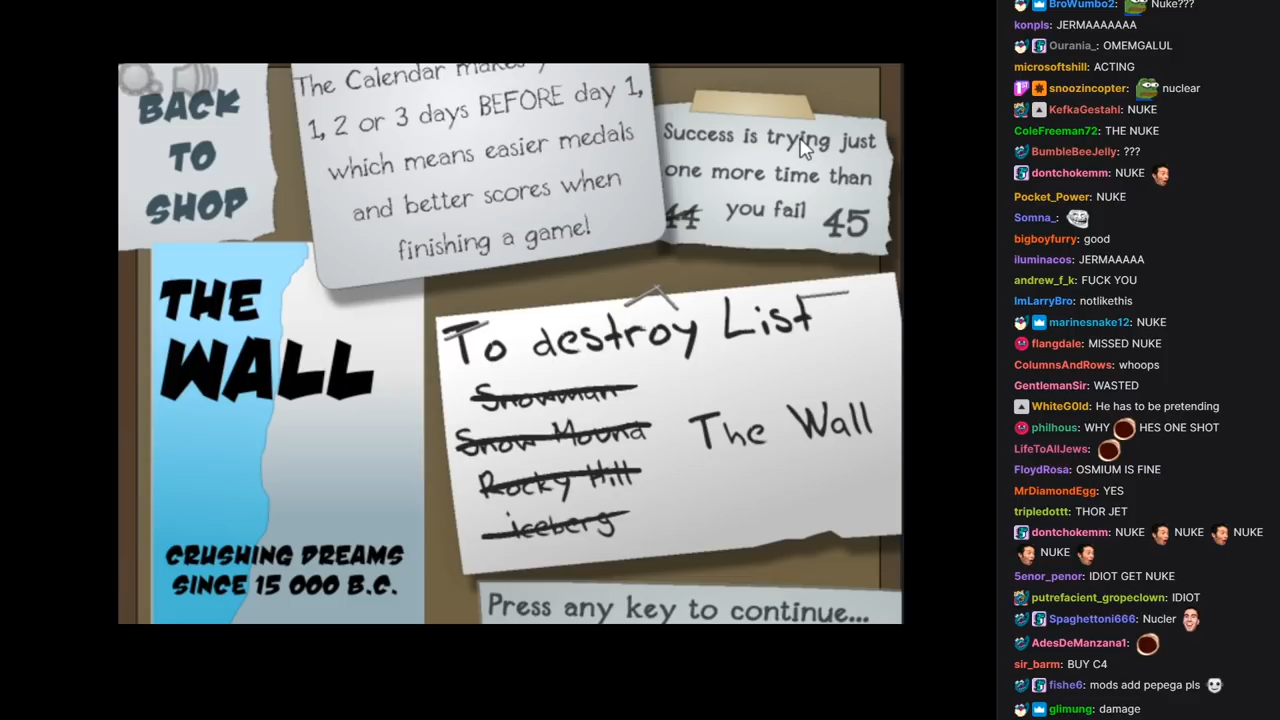 BACK
TO
SHOP
The Calendar makes
1, 2 or 3 days BEFORE day 1,
which means easier medals
and better scores when
finishing a game!
Success is trying just
one more time than
44 you fail 45
THE
WALL
CRUSHING DREAMS
SINCE 15 000 B.C.
To destroy List
Snowman
Snow Mound
The Wall
Rocky Hill
iceberg
Press any key to continue...
BroWumbo2: Nuke???
konpls: JERMAAAAAAA
Ourania_: OMEMGALUL
microsoftshill: ACTING
snoozincopter: nuclear
KefkaGestahl: NUKE
ColeFreeman72: THE NUKE
BumbleBeeJelly: ???
dontchokemm: NUKE
Pocket_Power: NUKE
Somna_:
bigboyfurry: good
iluminacos: JERMAAAAA
andrew_f_k: FUCK YOU
ImLarryBro: notlikethis
marinesnake12: NUKE
flangdale: MISSED NUKE
ColumnsAndRows: whoops
GentlemanSir: WASTED
WhiteG0ld: He has to be pretending
philhous: WHY HES ONE SHOT
LifeToAllJews:
FloydRosa: OSMIUM IS FINE
MrDiamondEgg: YES
tripledottt: THOR JET
dontchokemm: NUKE NUKE NUKE
NUKE
5enor_penor: IDIOT GET NUKE
putrefacient_gropeclown: IDIOT
Spaghettoni666: Nucler
AdesDeManzana1:
sir_barm: BUY C4
fishe6: mods add pepega pls
glimung: damage